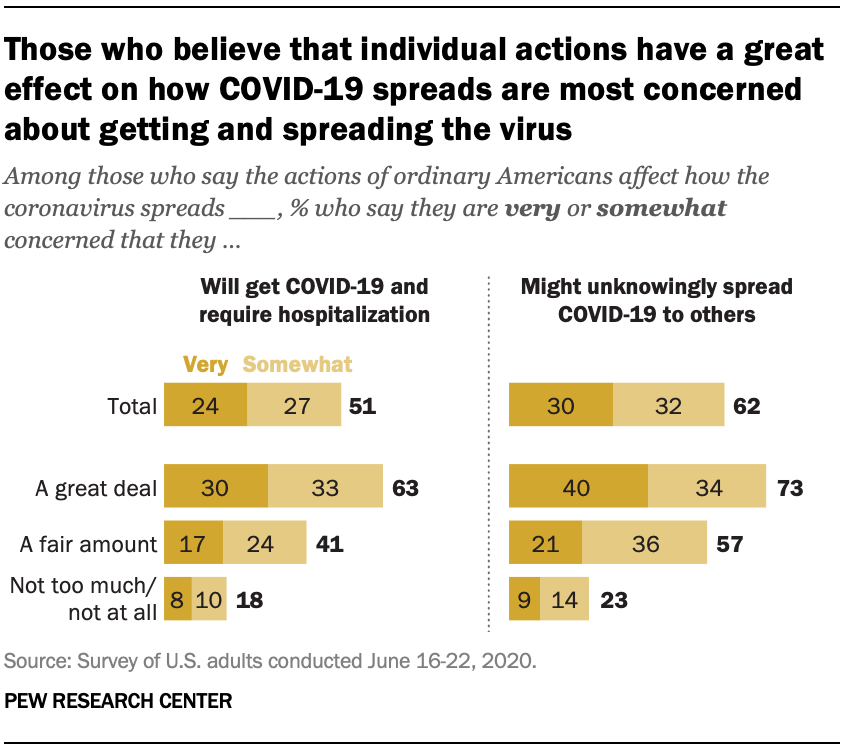 Those who believe that individual actions have a great
effect on how COVID-19 spreads are most concerned
about getting and spreading the virus
Among those who say the actions of ordinary Americans affect how the
coronavirus spreads ___, % who say they are very or somewhat
concerned that they ...
Will get COVID-19 and
require hospitalization
Might unknowingly spread
COVID-19 to others
Very Somewhat
Total 24 27 51 30 32 62
A great deal 30 33 63 40 34 73
A fair amount 17 24 41 21 36 57
Not too much/
not at all 8 10 18 9 14 23
Source: Survey of U.S. adults conducted June 16-22, 2020.
PEW RESEARCH CENTER